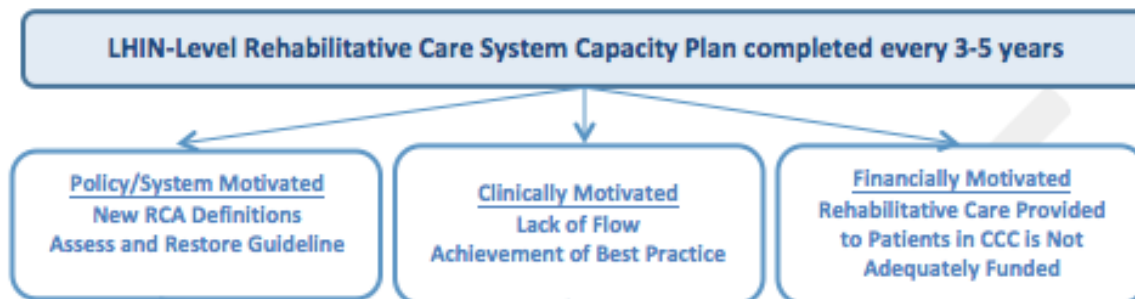 LHIN-Level Rehabilitative Care System Capacity Plan completed every 3-5 years
Policy/System Motivated
New RCA Definitions
Assess and Restore Guideline
Clinically Motivated
Lack of Flow
Achievement of Best Practice
Financially Motivated
Rehabilitative Care Provided
to Patients in CCC is Not
Adequately Funded